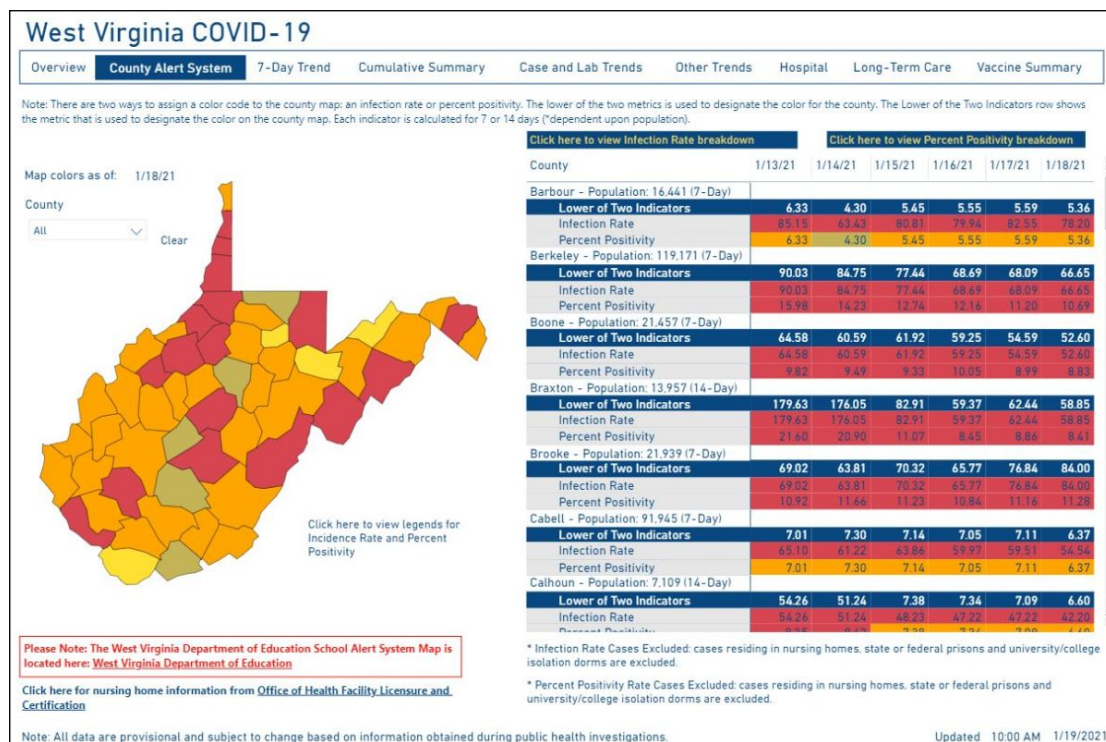 West Virginia COVID-19
Overview County Alert System 7-Day Trend Cumulative Summary Case and Lab Trends Other Trends Hospital Long-Term Care Vaccine Summary
Note: There are two ways to assign a color code to the county map: an infection rate or percent positivity. The lower of the two metrics is used to designate the color for the county. The Lower of the Two Indicators row shows
the metric that is used to designate the color on the county map. Each indicator is calculated for 7 or 14 days (*dependent upon population).
Map colors as of: 1/18/21
County
All
Clear
Click here to view legends for
Incidence Rate and Percent
Positivity
Click here to view Infection Rate breakdown Click here to view Percent Positivity breakdown
County 1/13/21 1/14/21 1/15/21 1/16/21 1/17/21 1/18/21
Barbour - Population: 16,441 (7-Day)
Lower of Two Indicators 6.33 4.30 5.45 5.55 5.59 5.36
Infection Rate 85.15 63.43 80.81 79.94 82.55 78.20
Percent Positivity 6.33 4.30 5.45 5.55 5.59 5.36
Berkeley - Population: 119,171 (7-Day)
Lower of Two Indicators 90.03 84.75 77.44 68.69 68.09 66.65
Infection Rate 90.03 84.75 77.44 68.69 68.09 66.65
Percent Positivity 15.98 14.23 12.74 12.16 11.20 10.69
Boone - Population: 21,457 (7-Day)
Lower of Two Indicators 64.58 60.59 61.92 59.25 54.59 52.60
Infection Rate 64.58 60.59 61.92 59.25 54.59 52.60
Percent Positivity 9.82 9.49 9.33 10.05 8.99 8.83
Braxton - Population: 13,957 (14-Day)
Lower of Two Indicators 179.63 176.05 82.91 59.37 62.44 58.85
Infection Rate 179.63 176.05 82.91 59.37 62.44 58.85
Percent Positivity 21.60 20.90 11.07 8.45 8.86 8.41
Brooke - Population: 21,939 (7-Day)
Lower of Two Indicators 69.02 63.81 70.32 65.77 76.84 84.00
Infection Rate 69.02 63.81 70.32 65.77 76.84 84.00
Percent Positivity 10.92 11.66 11.23 10.84 11.16 11.28
Cabell - Population: 91,945 (7-Day)
Lower of Two Indicators 7.01 7.30 7.14 7.05 7.11 6.37
Infection Rate 65.10 61.22 63.86 59.97 59.51 54.54
Percent Positivity 7.01 7.30 7.14 7.05 7.11 6.37
Calhoun - Population: 7,109 (14-Day)
Lower of Two Indicators 54.26 51.24 7.38 7.34 7.09 6.60
Infection Rate 54.26 51.24 48.23 47.22 47.22 42.20
Percent Positivity
Please Note: The West Virginia Department of Education School Alert System Map is
located here: West Virginia Department of Education
Click here for nursing home information from Office of Health Facility Licensure and
Certification
* Infection Rate Cases Excluded: cases residing in nursing homes, state or federal prisons and university/college
isolation dorms are excluded.
* Percent Positivity Rate Cases Excluded: cases residing in nursing homes, state or federal prisons and
university/college isolation dorms are excluded.
Note: All data are provisional and subject to change based on information obtained during public health investigations.
Updated 10:00 AM 1/19/2021